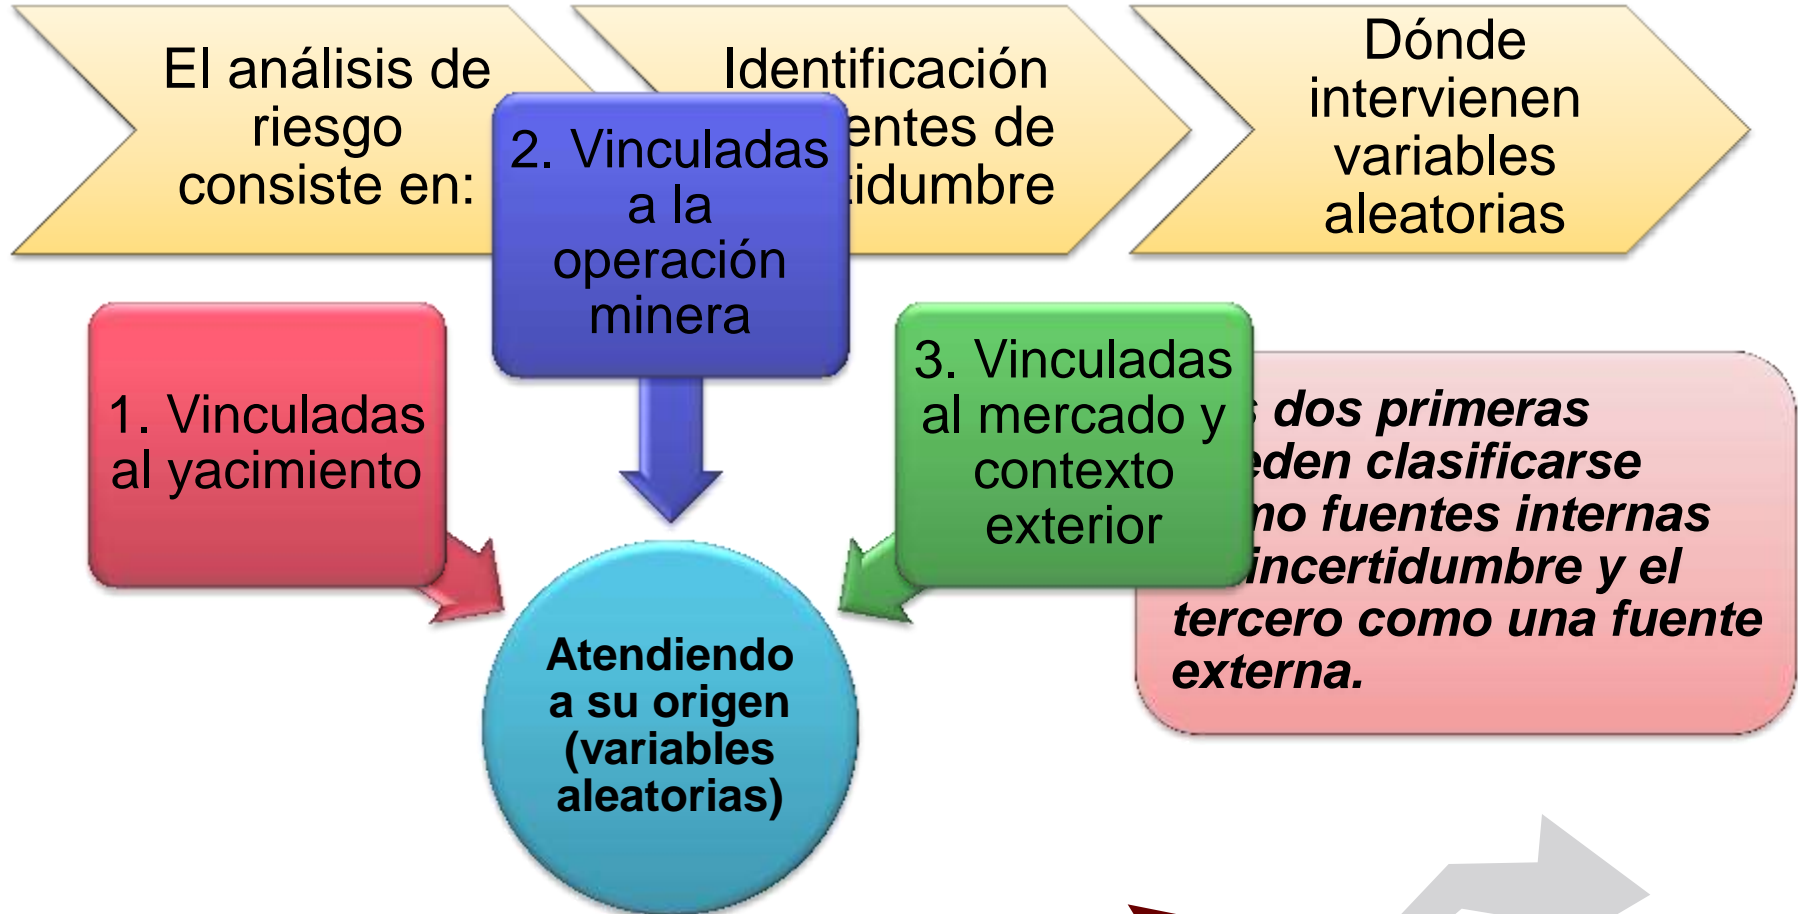 El análisis de
riesgo
consiste en:
Identificación
entes de
tidumbre
Dónde
intervienen
variables
aleatorias
2. Vinculadas
a la
operación
minera
1. Vinculadas
al yacimiento
3. Vinculadas
al mercado y
contexto
exterior
dos primeras
eden clasificarse
mo fuentes internas
incertidumbre y el
tercero como una fuente
externa.
Atendiendo
a su origen
(variables
aleatorias)